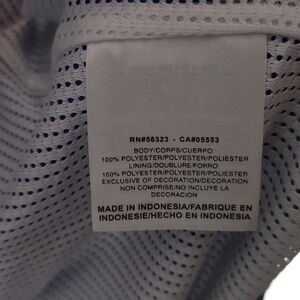 RN#56323 - CA#05553
BODY/CORPS/CUERPO
100% POLYESTER/POLYESTER/POLIESTER
LINING/DOUBLURE/FORRO
100% POLYESTER/POLYESTER/POLIESTER
EXCLUSIVE OF DECORATION/DECORATION
NON COMPRISE/NO INCLUYE LA
DECORACION
MADE IN INDONESIA/FABRIQUE EN
INDONESIE/HECHO EN INDONESIA